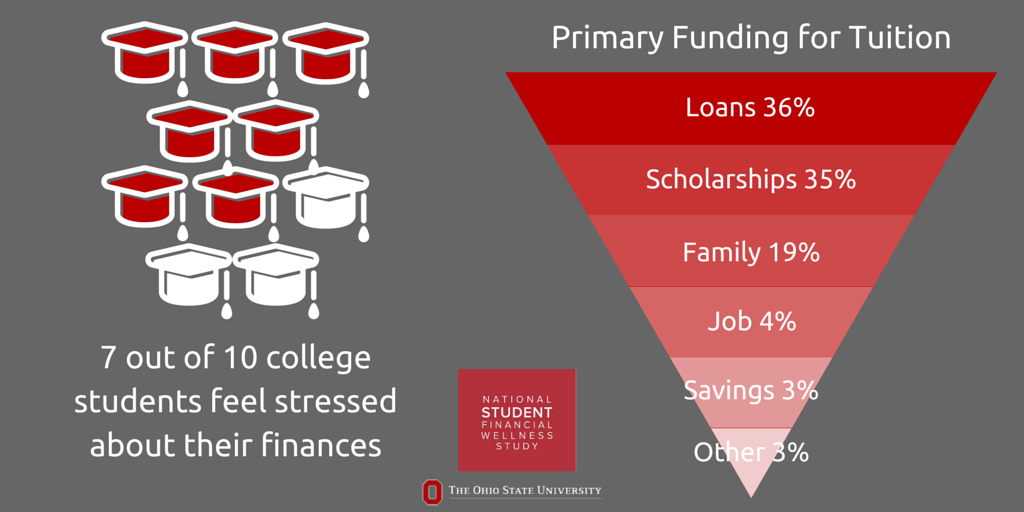 7 out of 10 college
students feel stressed
about their finances
Primary Funding for Tuition
Loans 36%
Scholarships 35%
Family 19%
Job 4%
Savings 3%
Other 3%
NATIONAL
STUDENT
FINANCIAL
WELLNESS
STUDY
THE OHIO STATE UNIVERSITY